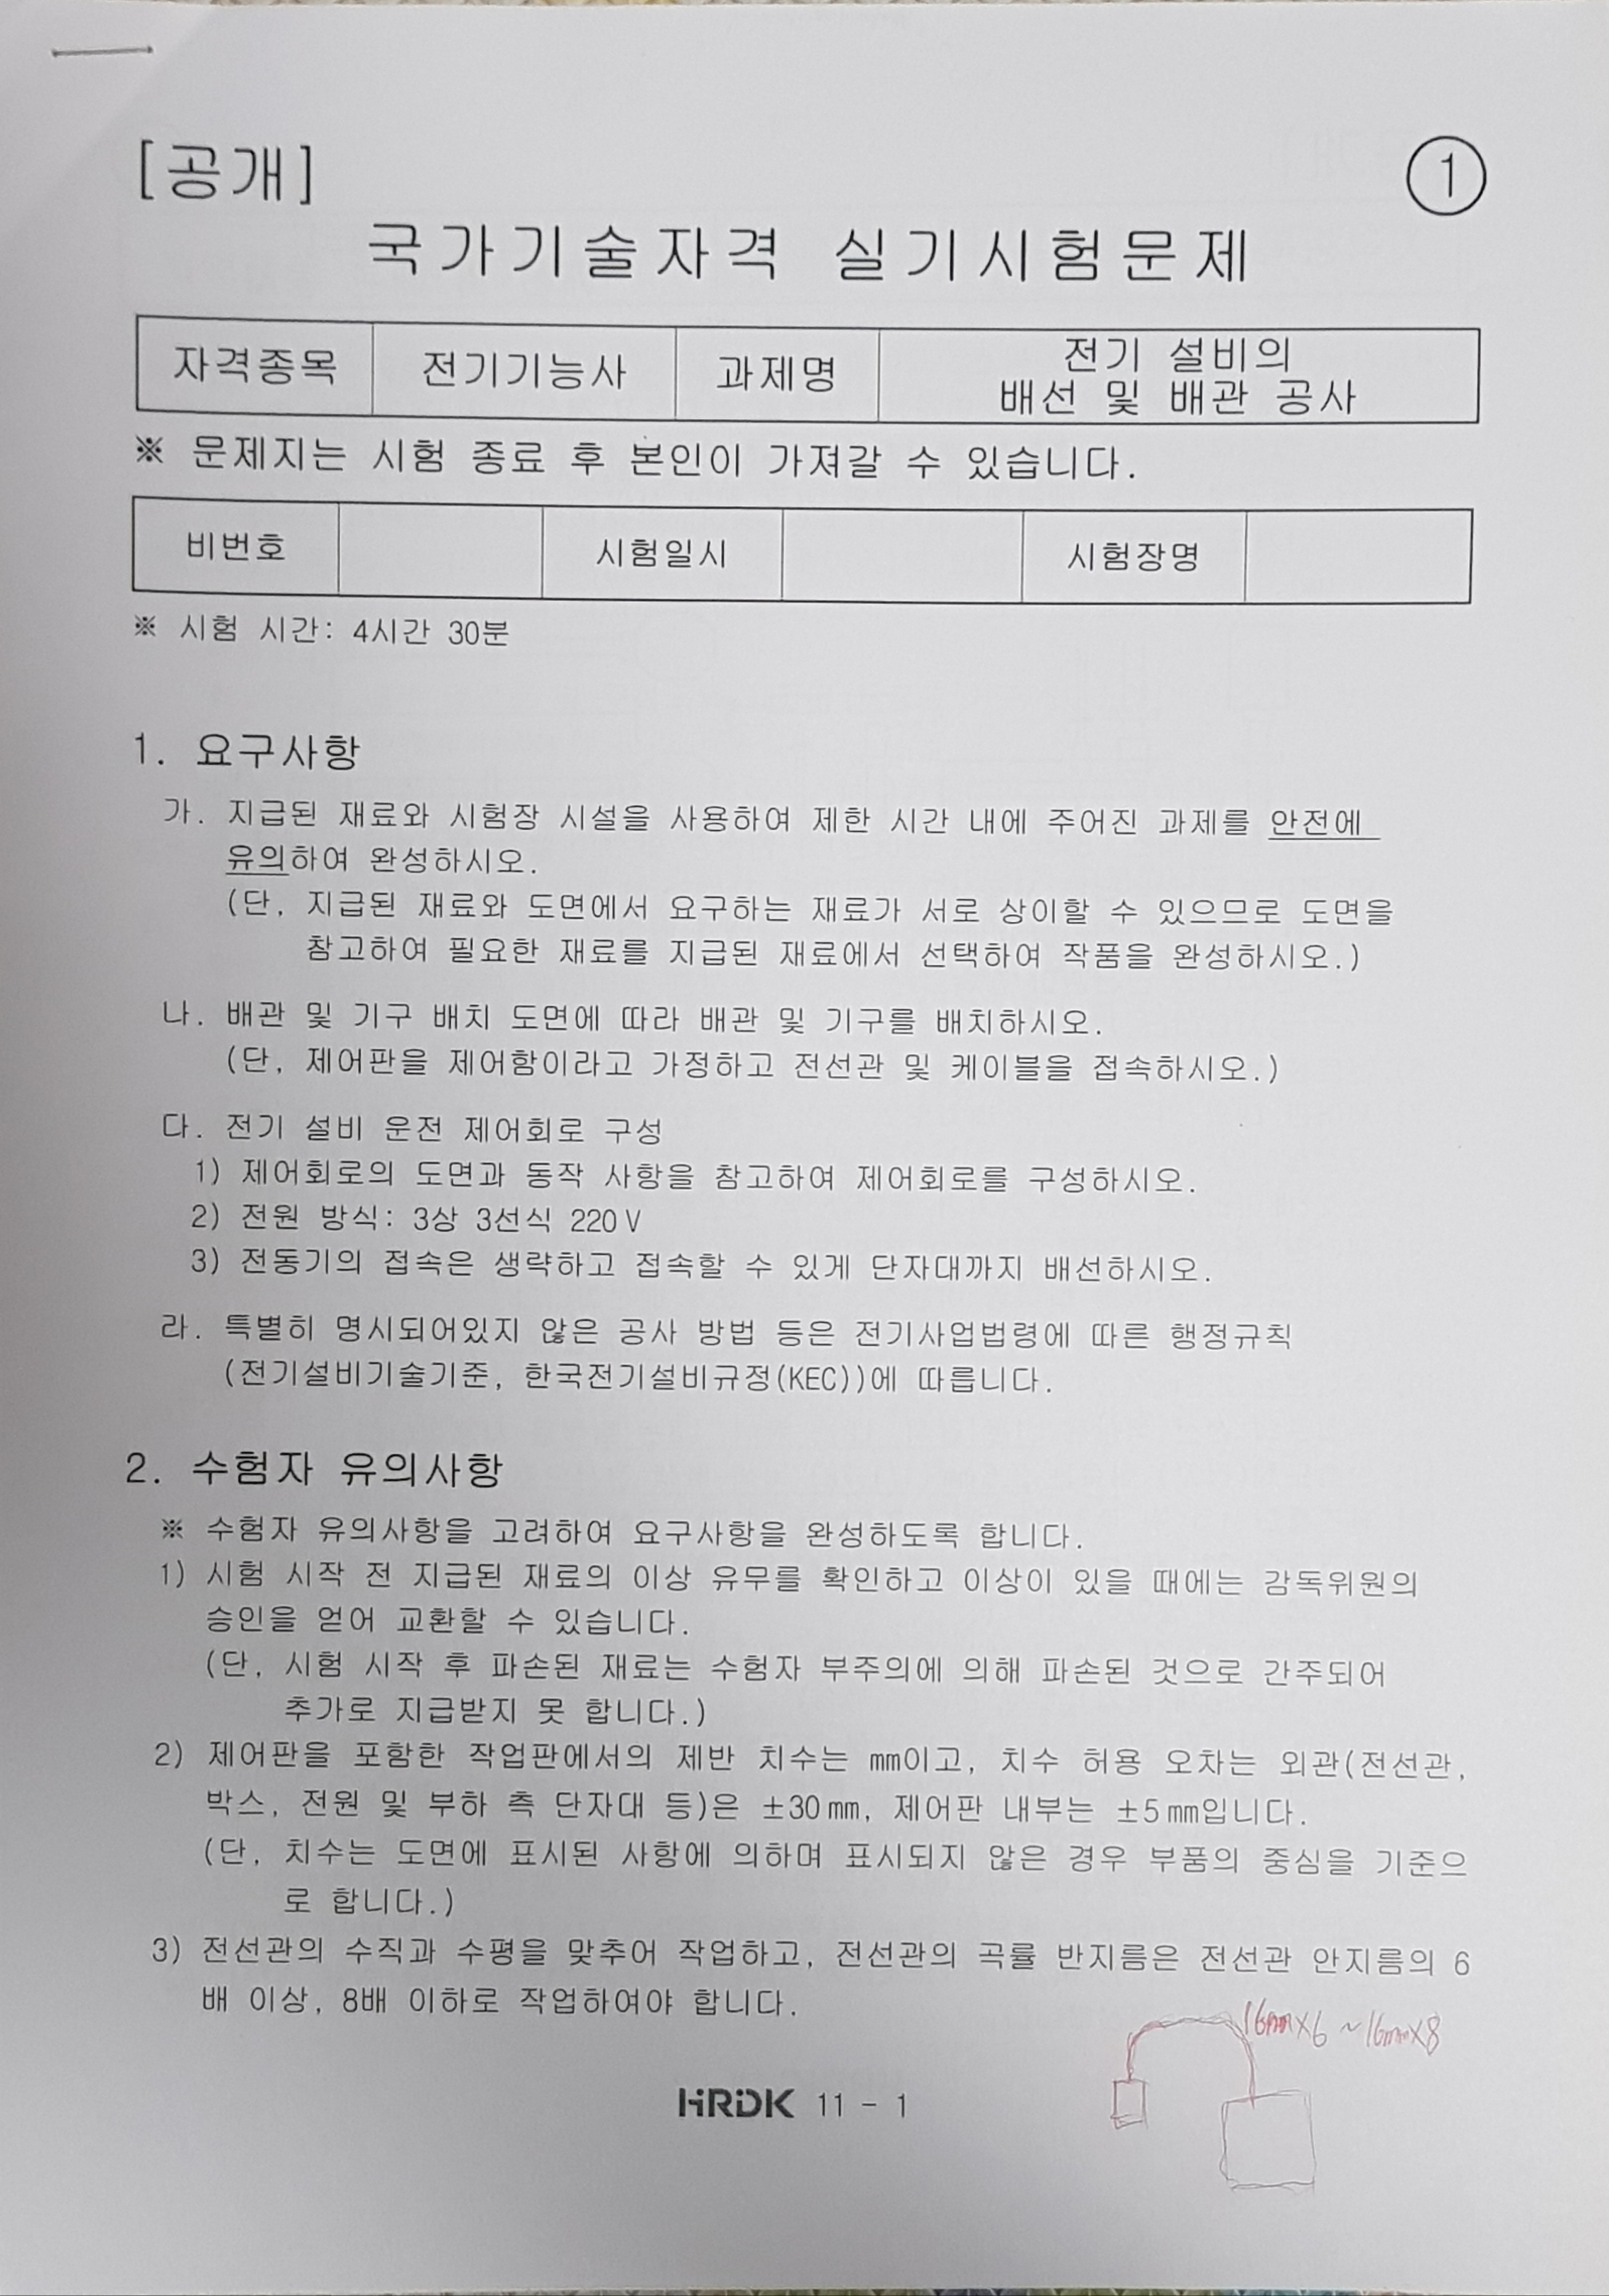 [공개]
①
국가기술자격 실기시험문제
자격종목 전기기능사 과제명 전기 설비의
배선 및 배관 공사
※ 문제지는 시험 종료 후 본인이 가져갈 수 있습니다.
비번호 시험일시 시험장명
※ 시험 시간: 4시간 30분
1. 요구사항
가. 지급된 재료와 시험장 시설을 사용하여 제한 시간 내에 주어진 과제를 안전에
유의하여 완성하시오.
(단, 지급된 재료와 도면에서 요구하는 재료가 서로 상이할 수 있으므로 도면을
참고하여 필요한 재료를 지급된 재료에서 선택하여 작품을 완성하시오.)
나. 배관 및 기구 배치 도면에 따라 배관 및 기구를 배치하시오.
(단, 제어판을 제어함이라고 가정하고 전선관 및 케이블을 접속하시오.)
다. 전기 설비 운전 제어회로 구성
1) 제어회로의 도면과 동작 사항을 참고하여 제어회로를 구성하시오.
2) 전원 방식: 3상 3선식 220 V
3) 전동기의 접속은 생략하고 접속할 수 있게 단자대까지 배선하시오.
라. 특별히 명시되어있지 않은 공사 방법 등은 전기사업법령에 따른 행정규칙
(전기설비기술기준, 한국전기설비규정(KEC))에 따릅니다.
2. 수험자 유의사항
※ 수험자 유의사항을 고려하여 요구사항을 완성하도록 합니다.
1) 시험 시작 전 지급된 재료의 이상 유무를 확인하고 이상이 있을 때에는 감독위원의
승인을 얻어 교환할 수 있습니다.
(단, 시험 시작 후 파손된 재료는 수험자 부주의에 의해 파손된 것으로 간주되어
추가로 지급받지 못 합니다.)
2) 제어판을 포함한 작업판에서의 제반 치수는 ㎜이고, 치수 허용 오차는 외관(전선관,
박스, 전원 및 부하 측 단자대 등)은 ±30 ㎜, 제어판 내부는 ±5 ㎜입니다.
(단, 치수는 도면에 표시된 사항에 의하며 표시되지 않은 경우 부품의 중심을 기준으
로 합니다.)
3) 전선관의 수직과 수평을 맞추어 작업하고, 전선관의 곡률 반지름은 전선관 안지름의 6
배 이상, 8배 이하로 작업하여야 합니다.
16mm×6 ~ 16mm×8
HRDK 11 - 1